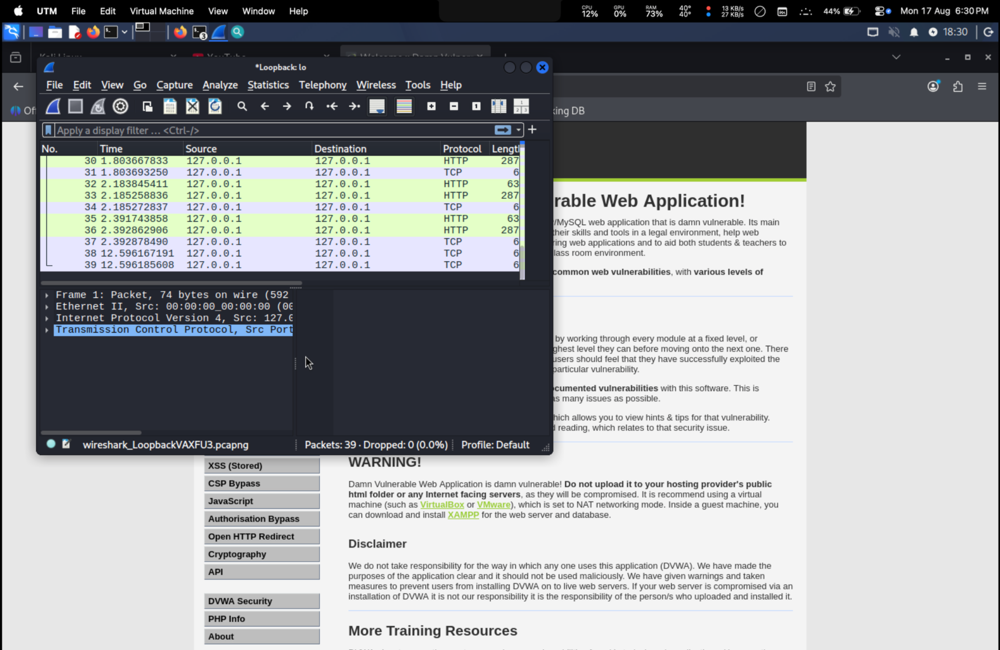 UTM File Edit Virtual Machine View Window Help CPU 12% GPU 0% RAM 73% 40° 40° 13 KB/s 27 KB/s 44% Mon 17 Aug 6:30 PM
3 18:30
*Loopback: lo
File Edit View Go Capture Analyze Statistics Telephony Wireless Tools Help
king DB
Apply a display filter … <Ctrl-/>
No. Time Source Destination Protocol Lengt
30 1.803667833 127.0.0.1 127.0.0.1 HTTP 287
31 1.803693250 127.0.0.1 127.0.0.1 TCP 6
32 2.183845411 127.0.0.1 127.0.0.1 HTTP 63
33 2.185258836 127.0.0.1 127.0.0.1 HTTP 287
34 2.185272837 127.0.0.1 127.0.0.1 TCP 6
35 2.391743858 127.0.0.1 127.0.0.1 HTTP 63
36 2.392862906 127.0.0.1 127.0.0.1 HTTP 287
37 2.392878490 127.0.0.1 127.0.0.1 TCP 6
38 12.596167191 127.0.0.1 127.0.0.1 TCP 6
39 12.596185608 127.0.0.1 127.0.0.1 TCP 6
Frame 1: Packet, 74 bytes on wire (592
Ethernet II, Src: 00:00:00_00:00:00 (00
Internet Protocol Version 4, Src: 127.0
Transmission Control Protocol, Src Port
wireshark_LoopbackVAXFU3.pcapng Packets: 39 · Dropped: 0 (0.0%) Profile: Default
rable Web Application!
/MySQL web application that is damn vulnerable. Its main
their skills and tools in a legal environment, help web
ring web applications and to aid both students & teachers to
lass room environment.
common web vulnerabilities, with various levels of
by working through every module at a fixed level, or
ghest level they can before moving onto the next one. There
users should feel that they have successfully exploited the
particular vulnerability.
ocumented vulnerabilities with this software. This is
as many issues as possible.
hich allows you to view hints & tips for that vulnerability.
d reading, which relates to that security issue.
XSS (Stored)
CSP Bypass
JavaScript
Authorisation Bypass
Open HTTP Redirect
Cryptography
API
DVWA Security
PHP Info
About
WARNING!
Damn Vulnerable Web Application is damn vulnerable! Do not upload it to your hosting provider's public
html folder or any Internet facing servers, as they will be compromised. It is recommend using a virtual
machine (such as VirtualBox or VMware), which is set to NAT networking mode. Inside a guest machine, you
can download and install XAMPP for the web server and database.
Disclaimer
We do not take responsibility for the way in which any one uses this application (DVWA). We have made the
purposes of the application clear and it should not be used maliciously. We have given warnings and taken
measures to prevent users from installing DVWA on to live web servers. If your web server is compromised via an
installation of DVWA it is not our responsibility it is the responsibility of the person/s who uploaded and installed it.
More Training Resources